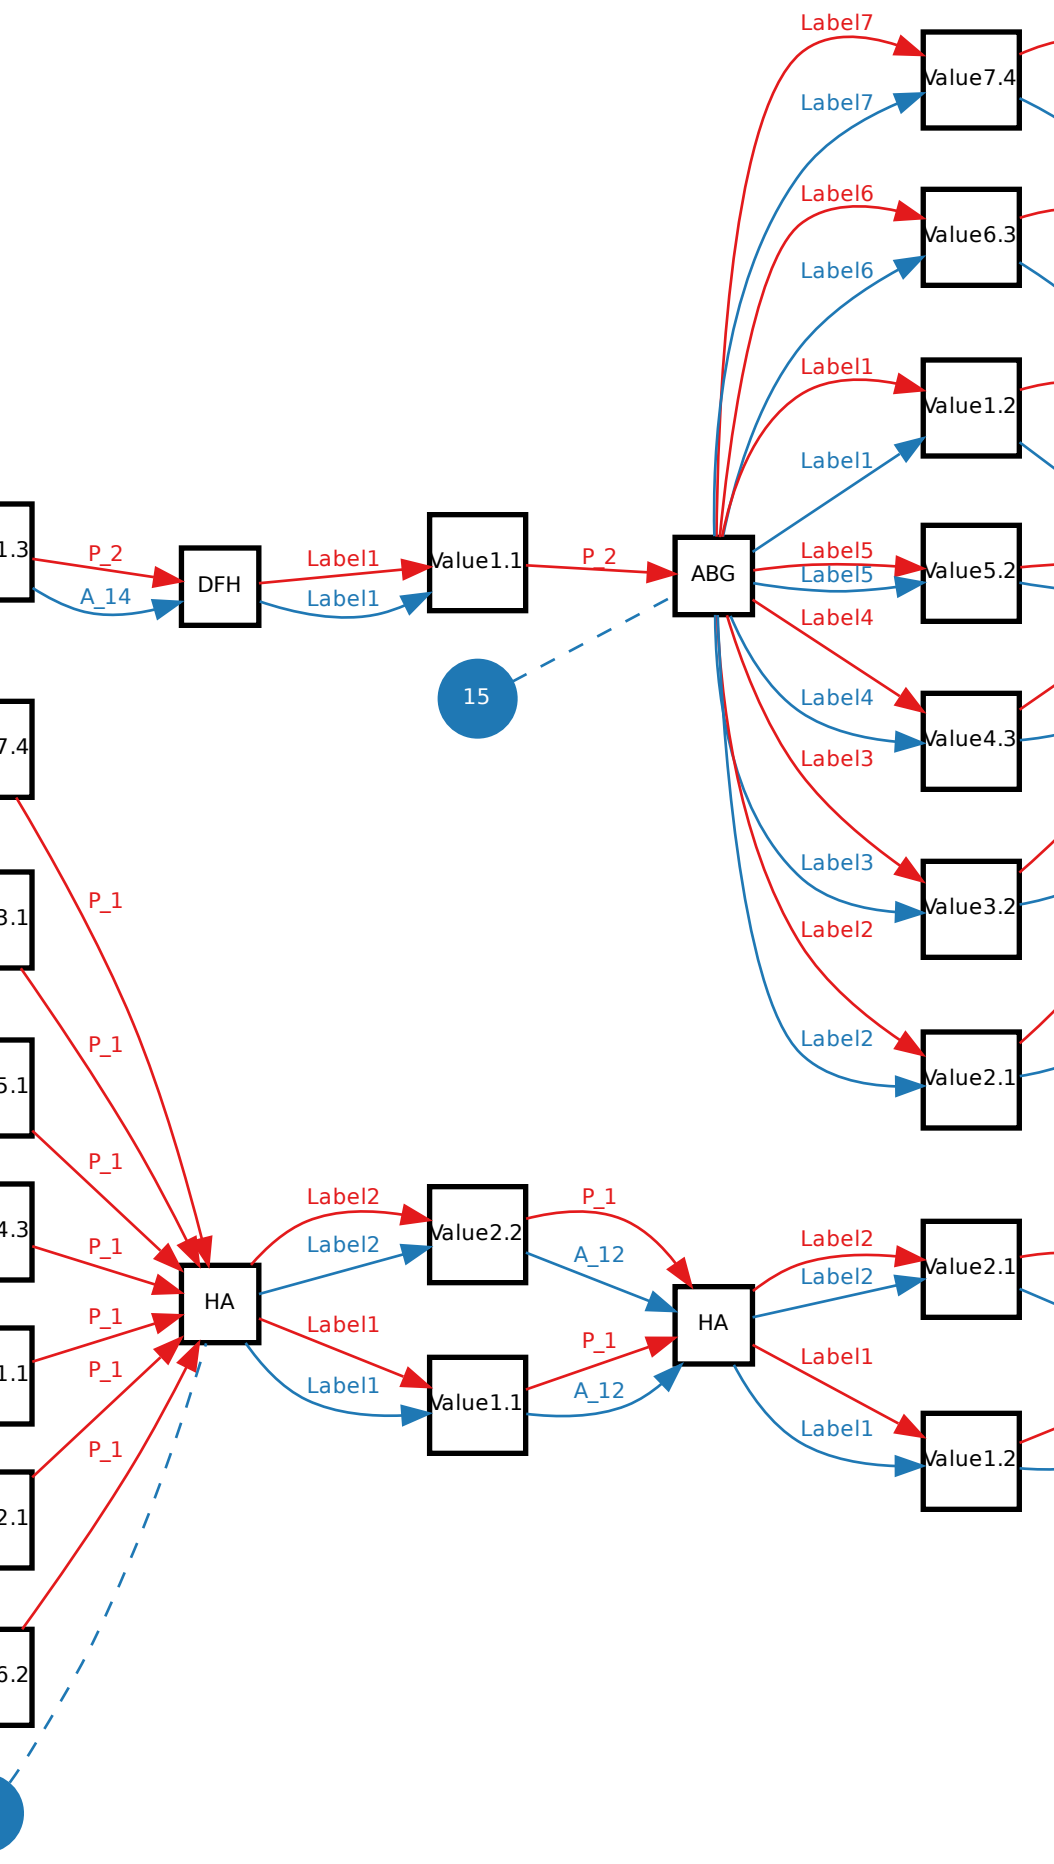 Label7
Value7.4
Label7
Label6
Value6.3
Label6
Label1
Value1.2
Label1
1.3
P_2
A_14
DFH
Label1
Label1
Value1.1
P_2
ABG
Label5
Label5
Value5.2
Label4
15
Label4
Value4.3
Label3
7.4
Label3
Value3.2
P_1
3.1
Label2
Label2
Value2.1
P_1
5.1
P_1
4.3
P_1
HA
Label2
Label2
Value2.2
P_1
A_12
HA
Label2
Label2
Value2.1
P_1
1.1
P_1
Label1
Label1
Value1.1
P_1
A_12
Label1
Label1
Value1.2
P_1
2.1
6.2